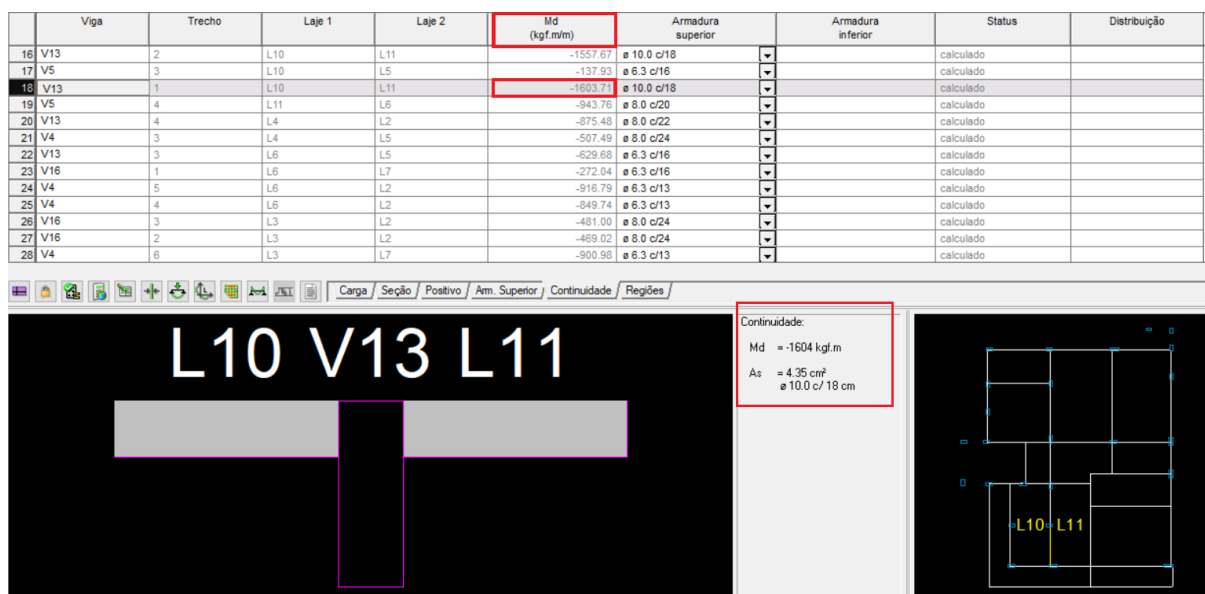 Viga Trecho Laje 1 Laje 2 Md (kgf.m/m) Armadura superior Armadura inferior Status Distribuição
16 V13 2 L10 L11 -1557.67 ø 10.0 c/18 calculado
17 V5 3 L10 L5 -137.93 ø 6.3 c/16 calculado
18 V13 1 L10 L11 -1603.71 ø 10.0 c/18 calculado
19 V5 4 L11 L6 -943.76 ø 8.0 c/20 calculado
20 V13 4 L4 L2 -875.48 ø 8.0 c/22 calculado
21 V4 3 L4 L5 -507.49 ø 8.0 c/24 calculado
22 V13 3 L6 L5 -629.68 ø 6.3 c/16 calculado
23 V16 1 L6 L7 -272.04 ø 6.3 c/16 calculado
24 V4 5 L6 L2 -916.79 ø 6.3 c/13 calculado
25 V4 4 L6 L2 -849.74 ø 6.3 c/13 calculado
26 V16 3 L3 L2 -481.00 ø 8.0 c/24 calculado
27 V16 2 L3 L2 -469.02 ø 8.0 c/24 calculado
28 V4 6 L3 L7 -900.98 ø 6.3 c/13 calculado
Carga Seção Positivo Arm. Superior Continuidade Regiões
L10 V13 L11
Continuidade:
Md = -1604 kgf.m
As = 4.35 cm²
ø 10.0 c/ 18 cm
L10 L11